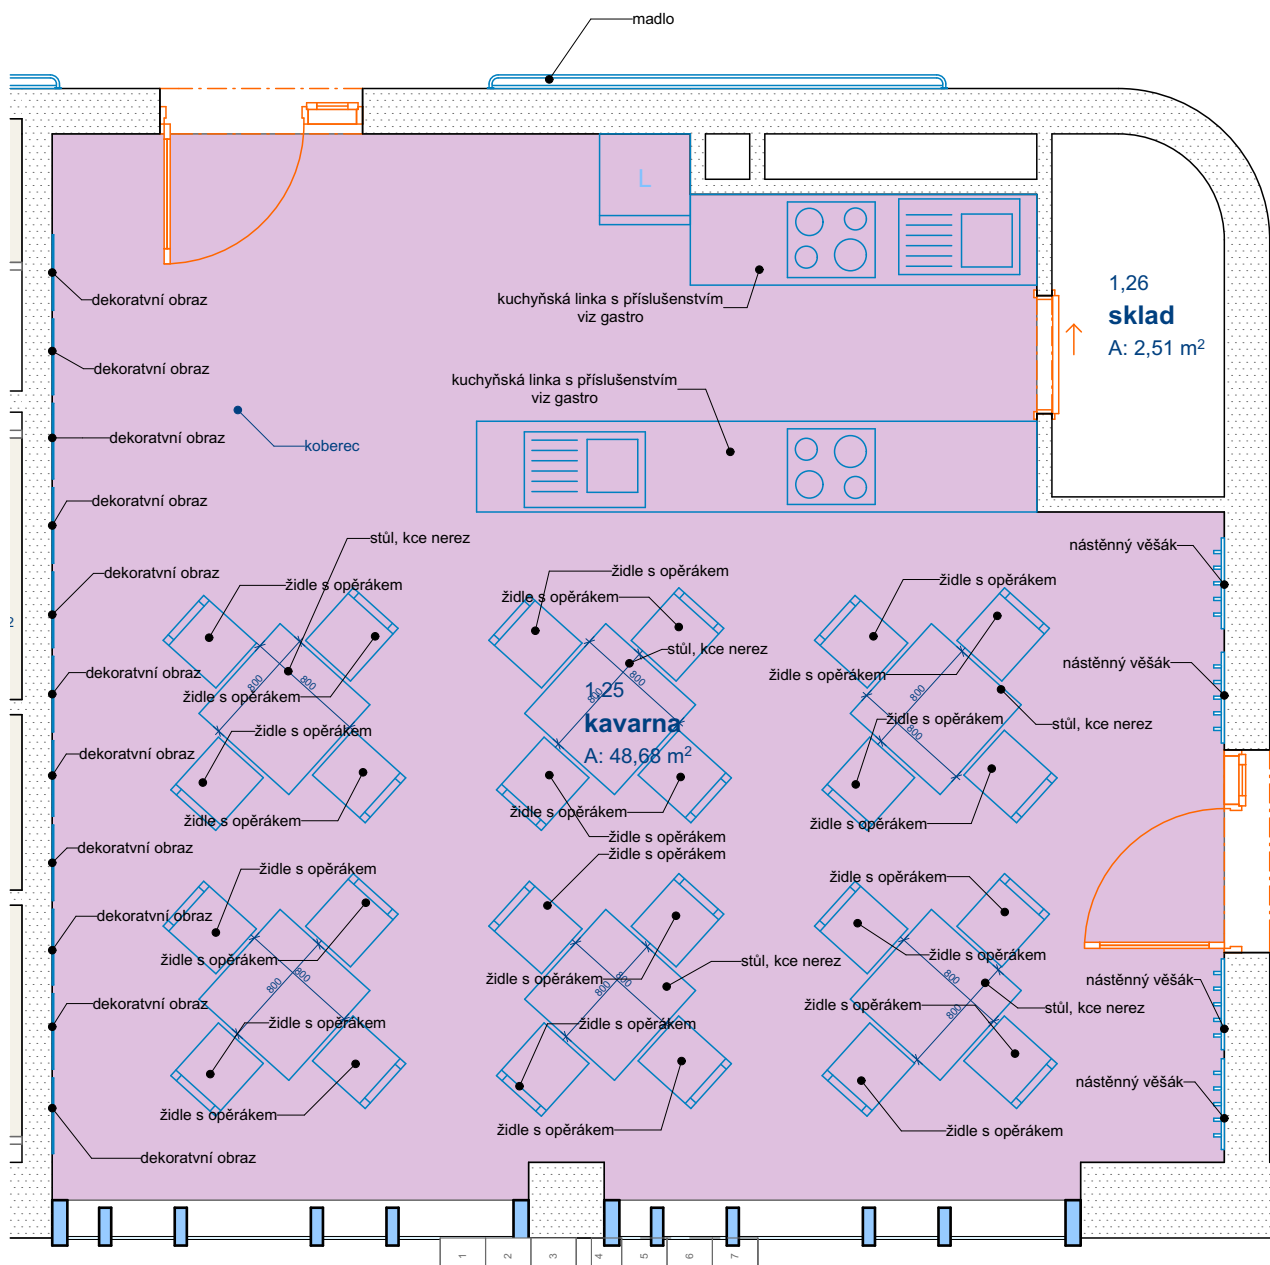 madlo
L
dekoratvní obraz
kuchyňská linka s příslušenstvím
viz gastro
1,26
sklad
A: 2,51 m²
dekoratvní obraz
kuchyňská linka s příslušenstvím
viz gastro
dekoratvní obraz
koberec
dekoratvní obraz
stůl, kce nerez
nástěnný věšák
dekoratvní obraz
židle s opěrákem
židle s opěrákem
židle s opěrákem
židle s opěrákem
2
stůl, kce nerez
nástěnný věšák
dekoratvní obraz
židle s opěrákem
židle s opěrákem
800
800
800
800
800
800
1,25
kavarna
A: 48,68 m²
židle s opěrákem
židle s opěrákem
stůl, kce nerez
dekoratvní obraz
židle s opěrákem
židle s opěrákem
židle s opěrákem
židle s opěrákem
dekoratvní obraz
židle s opěrákem
židle s opěrákem
židle s opěrákem
dekoratvní obraz
židle s opěrákem
židle s opěrákem
židle s opěrákem
stůl, kce nerez
800
800
800
800
800
800
nástěnný věšák
dekoratvní obraz
židle s opěrákem
židle s opěrákem
židle s opěrákem
stůl, kce nerez
nástěnný věšák
židle s opěrákem
židle s opěrákem
židle s opěrákem
dekoratvní obraz
1
2
3
4
5
6
7